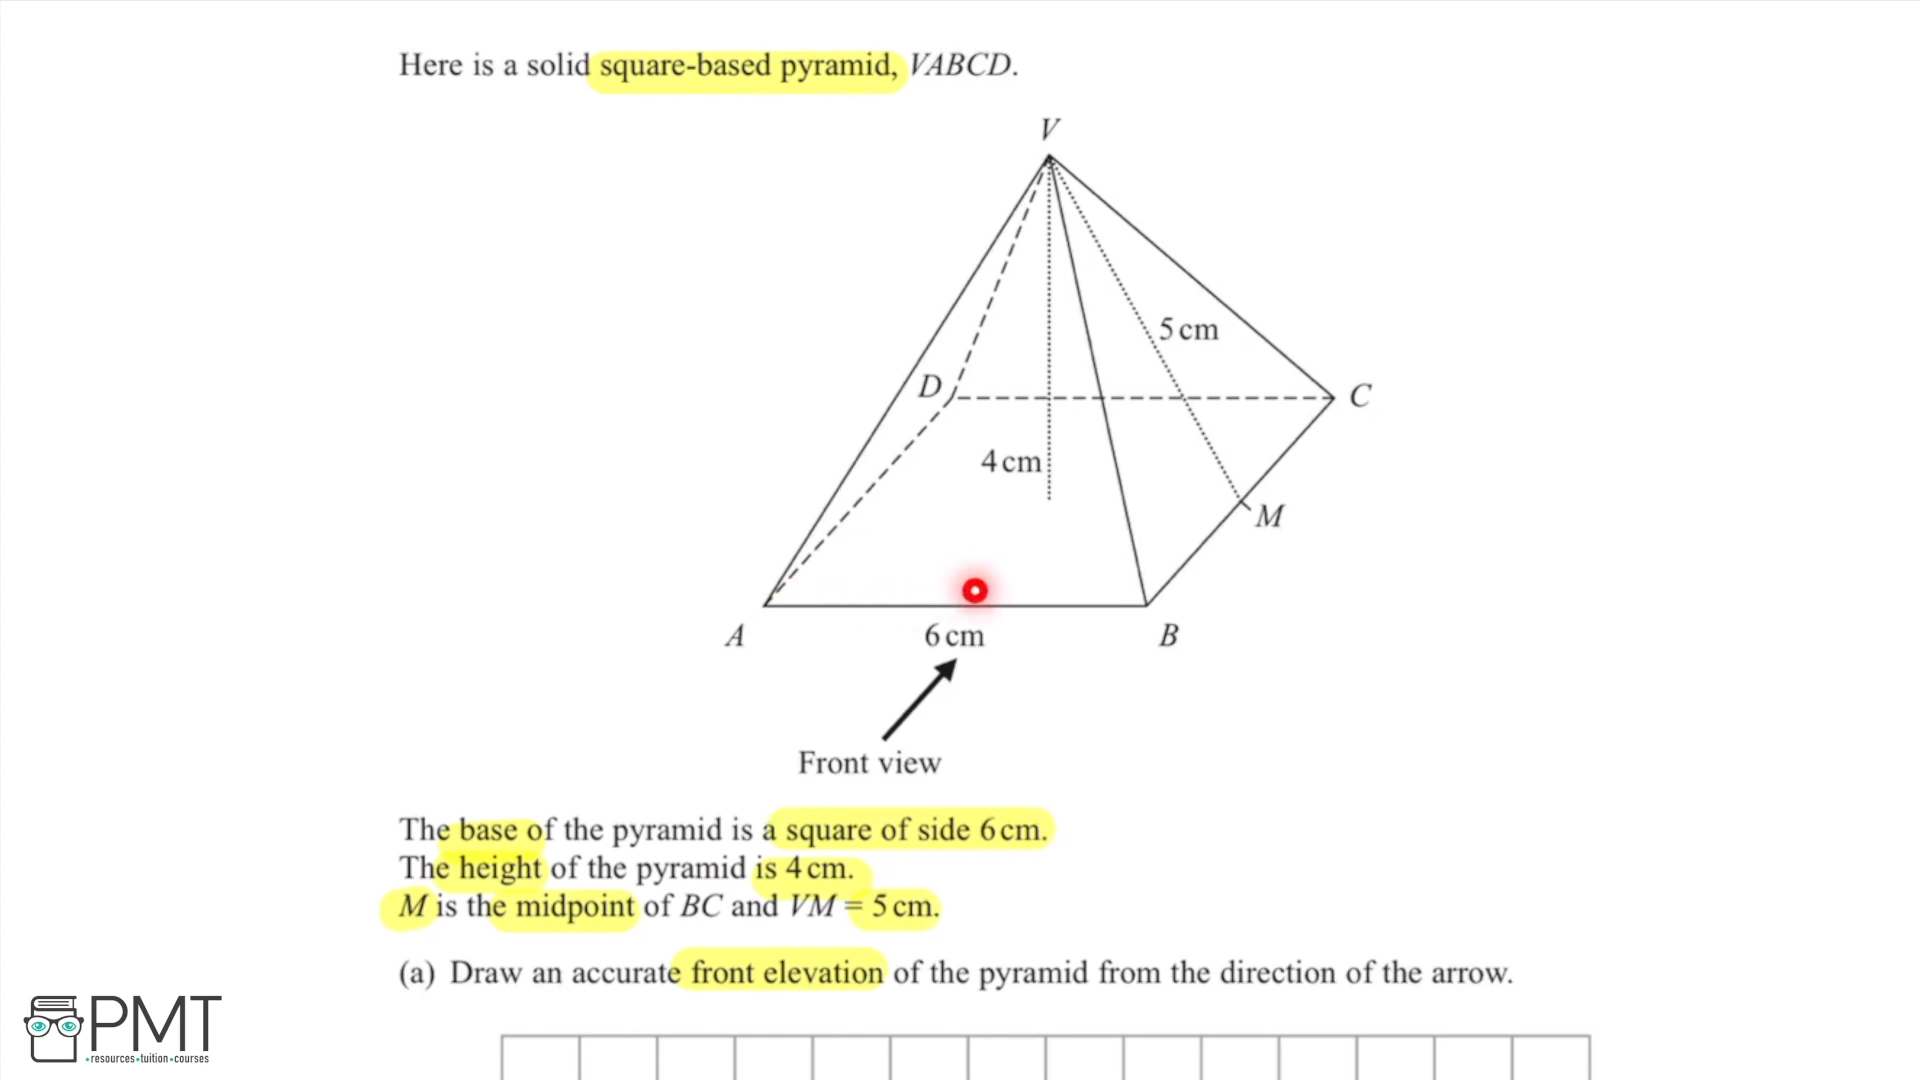 Here is a solid square-based pyramid, VABCD.
V
5 cm
D
C
4 cm
M
A
6 cm
B
Front view
The base of the pyramid is a square of side 6 cm.
The height of the pyramid is 4 cm.
M is the midpoint of BC and VM = 5 cm.
(a) Draw an accurate front elevation of the pyramid from the direction of the arrow.
PMT
•resources•tuition•courses